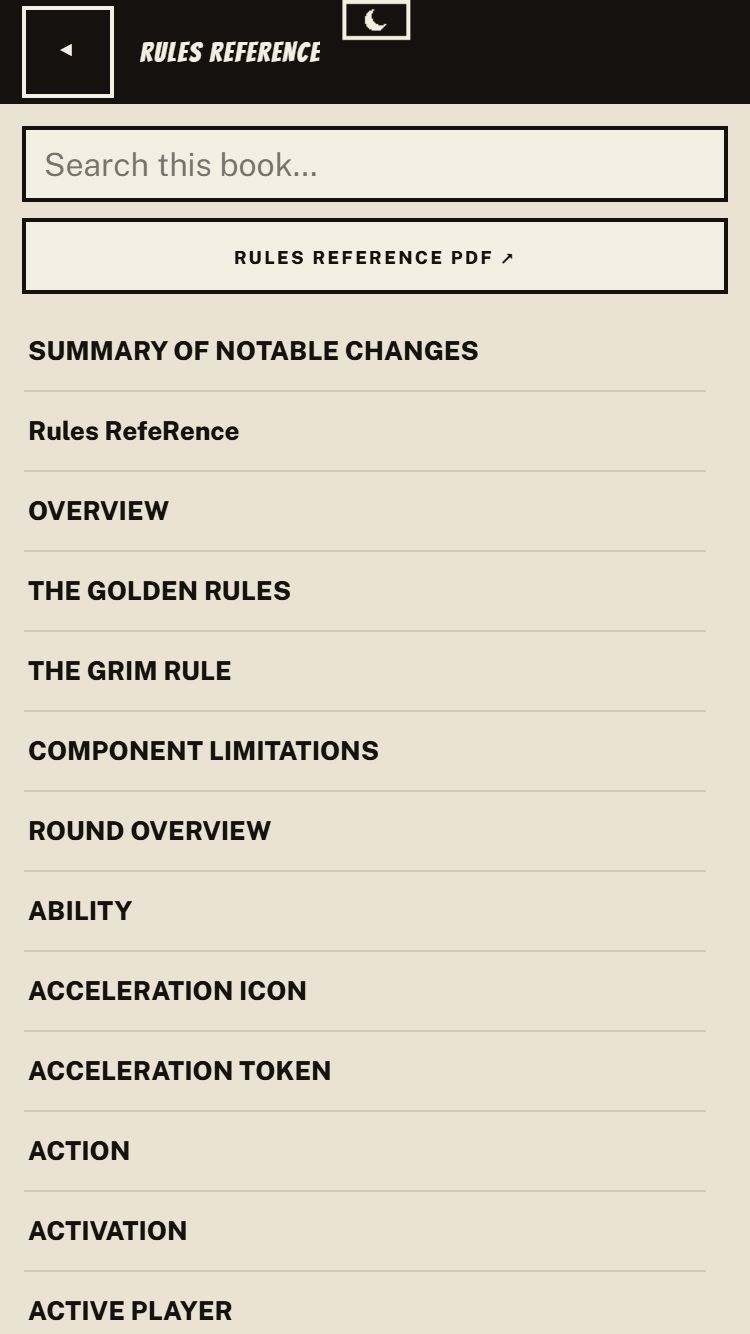 RULES REFERENCE
Search this book...
RULES REFERENCE PDF ↗
SUMMARY OF NOTABLE CHANGES
Rules RefeRence
OVERVIEW
THE GOLDEN RULES
THE GRIM RULE
COMPONENT LIMITATIONS
ROUND OVERVIEW
ABILITY
ACCELERATION ICON
ACCELERATION TOKEN
ACTION
ACTIVATION
ACTIVE PLAYER